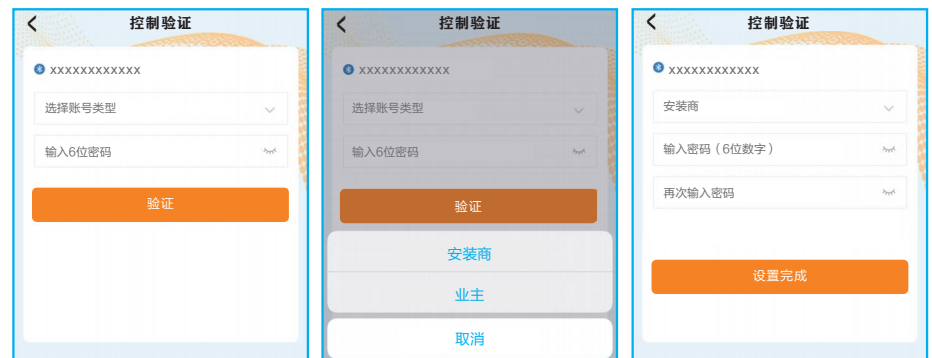 控制验证
xxxxxxxxxxxx
选择账号类型
输入6位密码
验证
控制验证
xxxxxxxxxxxx
选择账号类型
输入6位密码
验证
安装商
业主
取消
控制验证
xxxxxxxxxxxx
安装商
输入密码（6位数字）
再次输入密码
设置完成